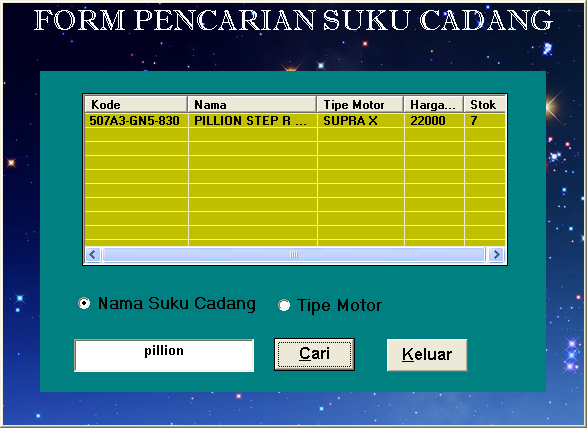 FORM PENCARIAN SUKU CADANG
Kode Nama Tipe Motor Harga... Stok
507A3-GN5-830 PILLION STEP R ... SUPRA X 22000 7
Nama Suku Cadang Tipe Motor
pillion Cari Keluar